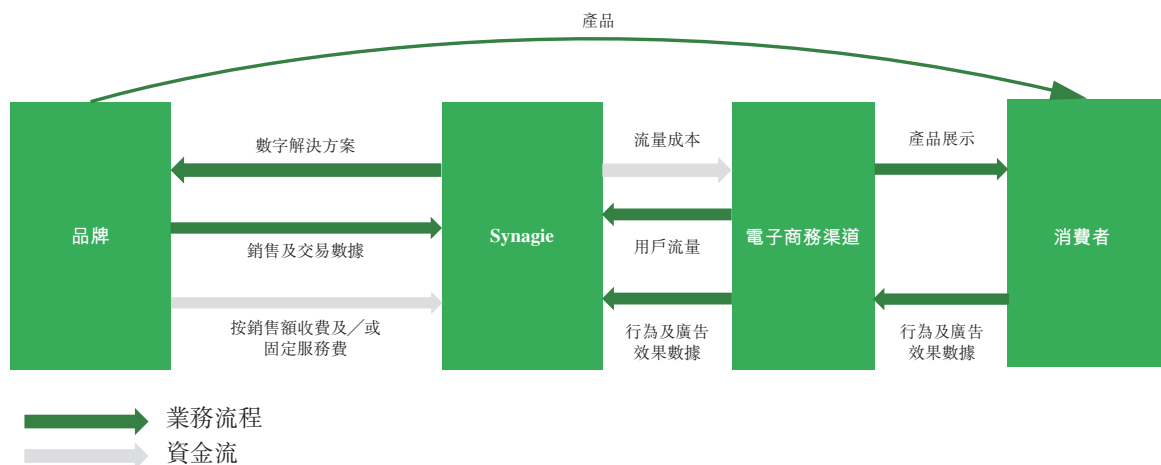 產品
數字解決方案
流量成本
產品展示
品牌
Synagie
電子商務渠道
消費者
銷售及交易數據
用戶流量
按銷售額收費及／或
固定服務費
行為及廣告
效果數據
行為及廣告
效果數據
業務流程
資金流